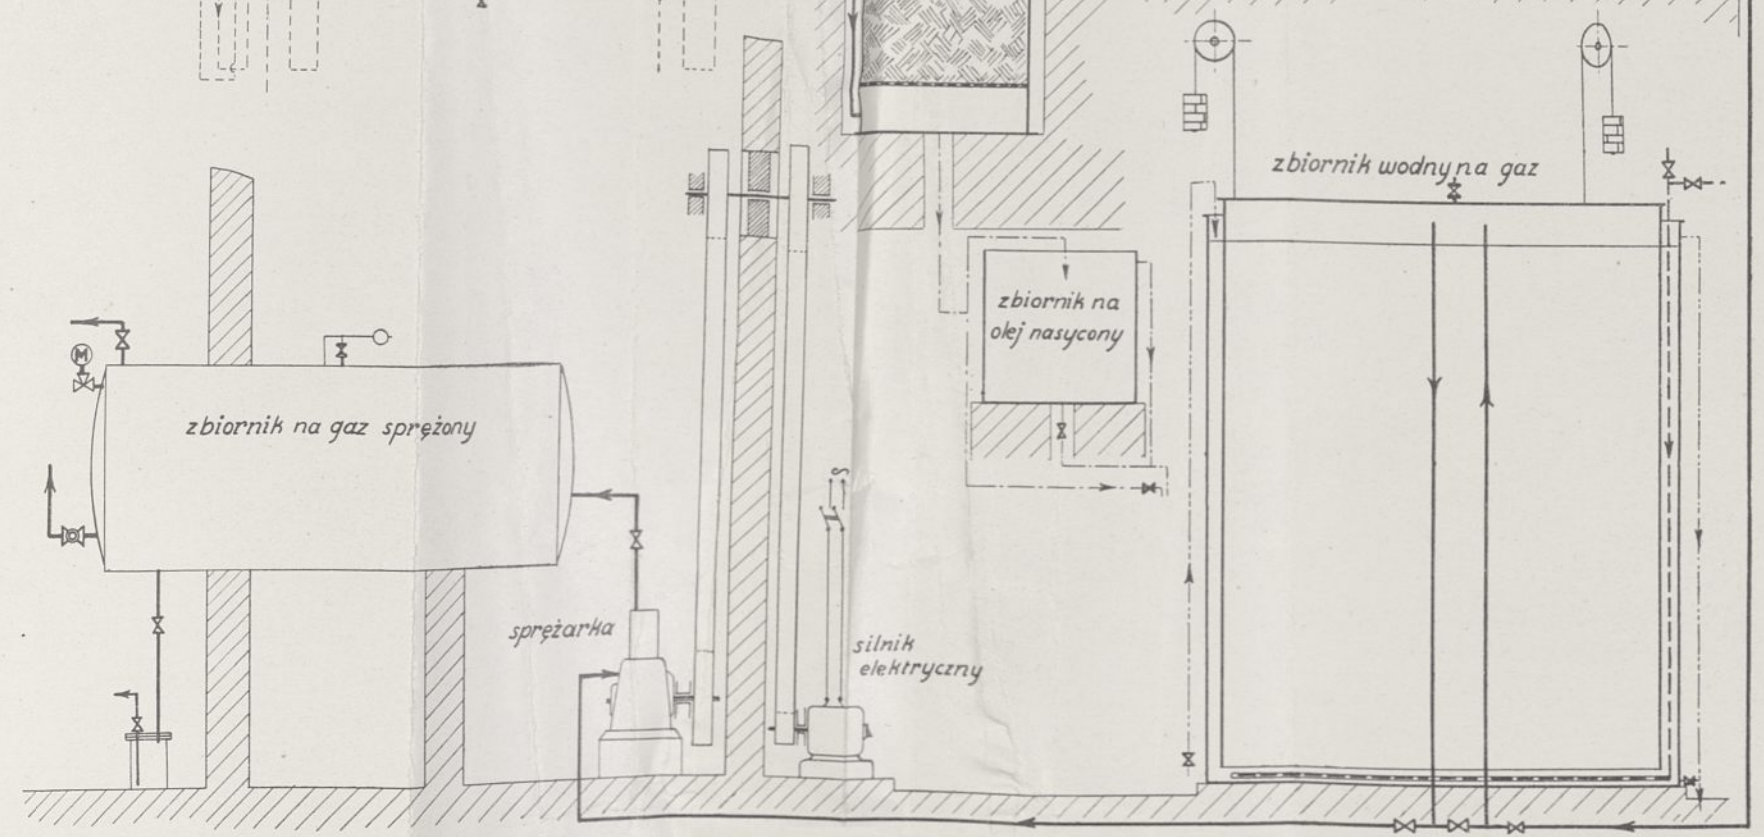 zbiornik wodny na gaz
zbiornik na
olej nasycony
M
zbiornik na gaz sprężony
sprężarka
silnik
elektryczny